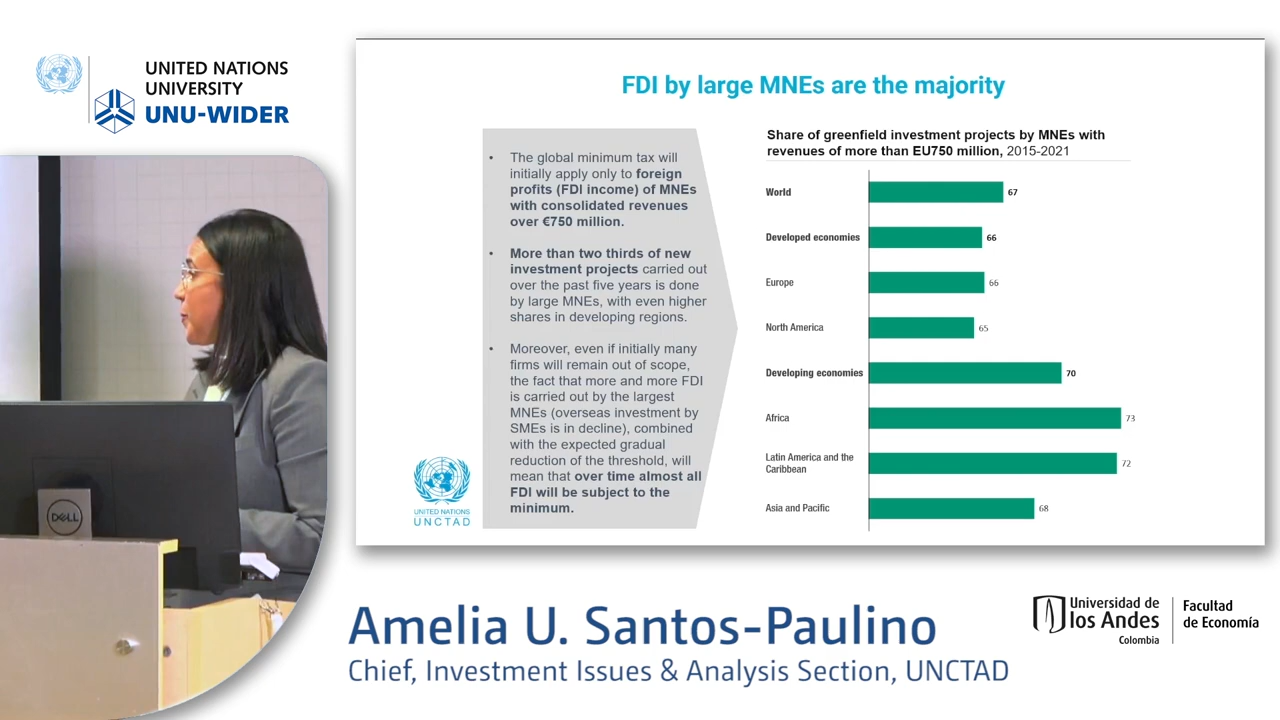 UNITED NATIONS
UNIVERSITY
UNU-WIDER
FDI by large MNEs are the majority
• The global minimum tax will
initially apply only to foreign
profits (FDI income) of MNEs
with consolidated revenues
over €750 million.
• More than two thirds of new
investment projects carried out
over the past five years is done
by large MNEs, with even higher
shares in developing regions.
• Moreover, even if initially many
firms will remain out of scope,
the fact that more and more FDI
is carried out by the largest
MNEs (overseas investment by
SMEs is in decline), combined
with the expected gradual
reduction of the threshold, will
mean that over time almost all
FDI will be subject to the
minimum.
UNITED NATIONS
UNCTAD
Share of greenfield investment projects by MNEs with
revenues of more than EU750 million, 2015-2021
World 67
Developed economies 66
Europe 66
North America 65
Developing economies 70
Africa 73
Latin America and the
Caribbean 72
Asia and Pacific 68
DELL
Amelia U. Santos-Paulino
Chief, Investment Issues & Analysis Section, UNCTAD
Universidad de
los Andes
Colombia
Facultad
de Economía